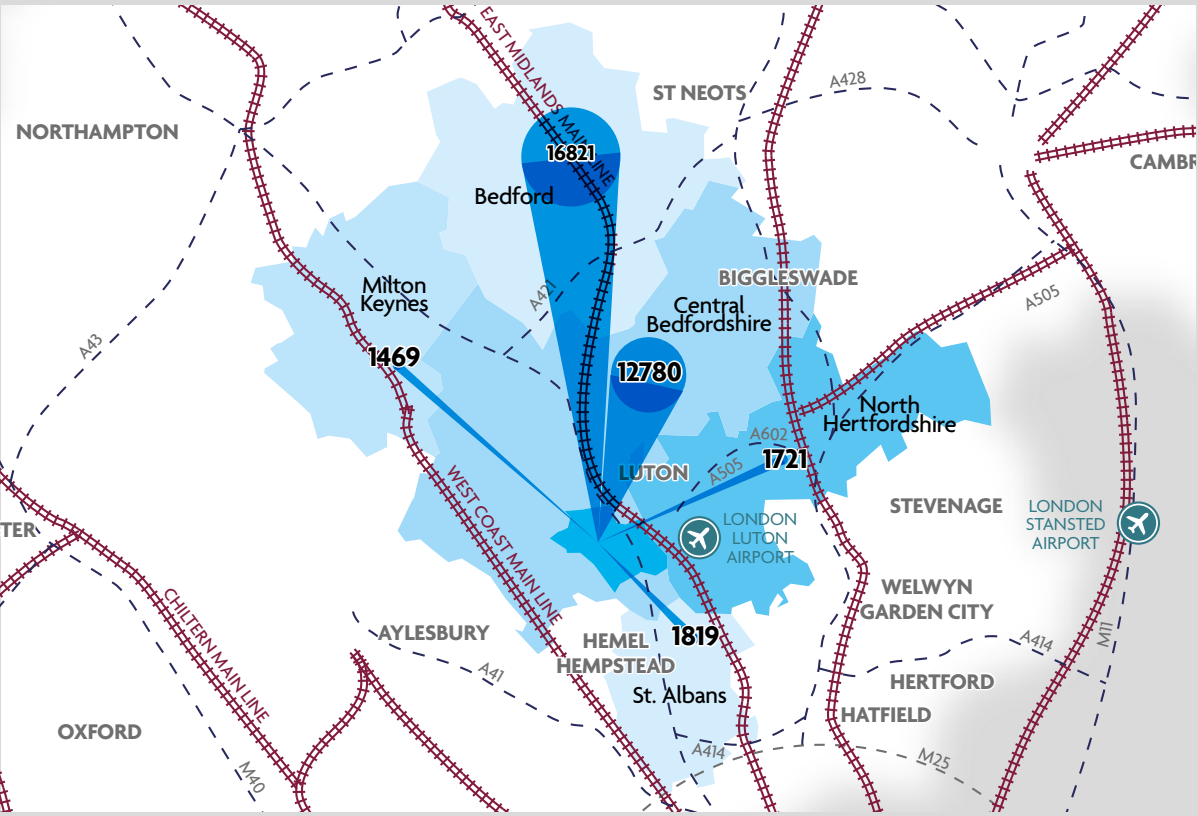 EAST MIDLANDS MAIN LINE
ST NEOTS
A428
NORTHAMPTON
16821
CAMBR
Bedford
BIGGLESWADE
Milton
Keynes
A421
Central
Bedfordshire
A505
A43
1469
12780
North
Hertfordshire
A602
1721
LUTON
A505
WEST COAST MAIN LINE
STEVENAGE
LONDON
STANSTED
AIRPORT
TER
LONDON
LUTON
AIRPORT
CHILTERN MAIN LINE
WELWYN
GARDEN CITY
AYLESBURY
HEMEL
HEMPSTEAD
1819
A414
M11
A41
St. Albans
HERTFORD
HATFIELD
OXFORD
A414
M25
M40